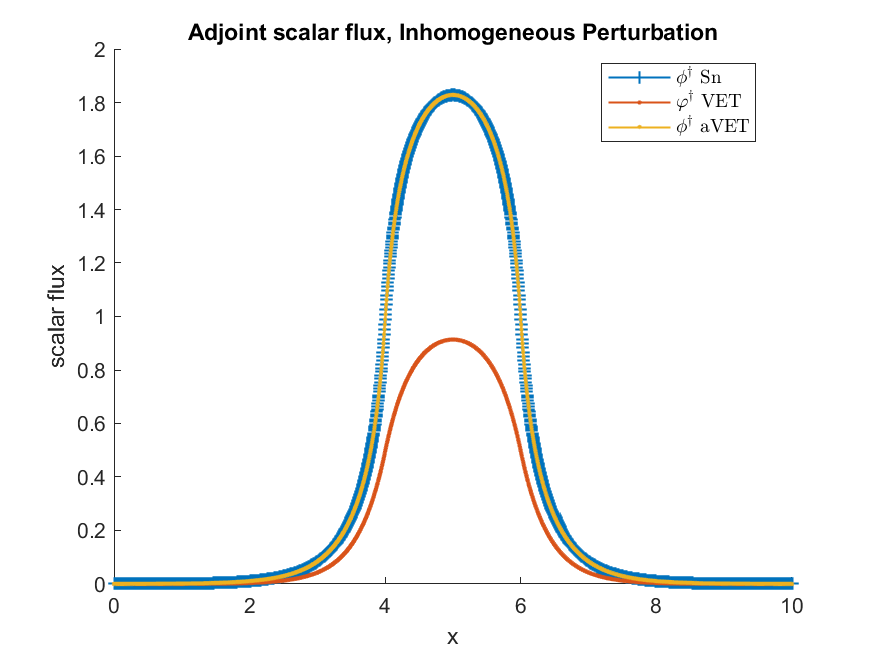 Adjoint scalar flux, Inhomogeneous Perturbation
ϕ† Sn
φ† VET
ϕ† aVET
scalar flux
2
1.8
1.6
1.4
1.2
1
0.8
0.6
0.4
0.2
0
0 2 4 6 8 10
x